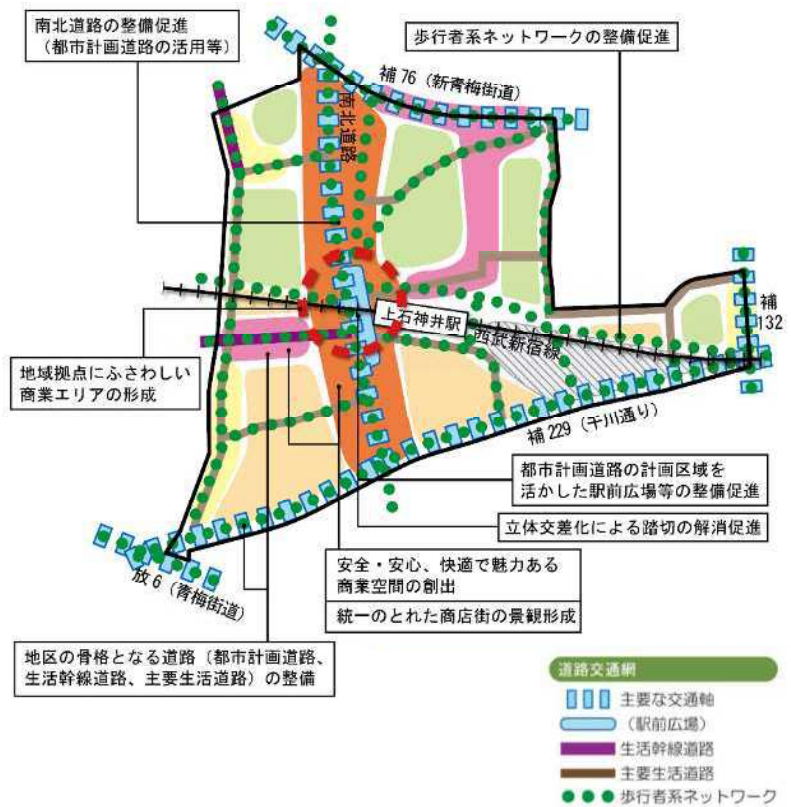 南北道路の整備促進
（都市計画道路の活用等）
歩行者系ネットワークの整備促進
補76（新青梅街道）
南北道路
上石神井駅
西武新宿線
補
132
地域拠点にふさわしい
商業エリアの形成
補229（千川通り）
都市計画道路の計画区域を
活かした駅前広場等の整備促進
立体交差化による踏切の解消促進
放6（青梅街道）
安全・安心、快適で魅力ある
商業空間の創出
統一のとれた商店街の景観形成
地区の骨格となる道路（都市計画道路、
生活幹線道路、主要生活道路）の整備
道路交通網
主要な交通軸
（駅前広場）
生活幹線道路
主要生活道路
歩行者系ネットワーク